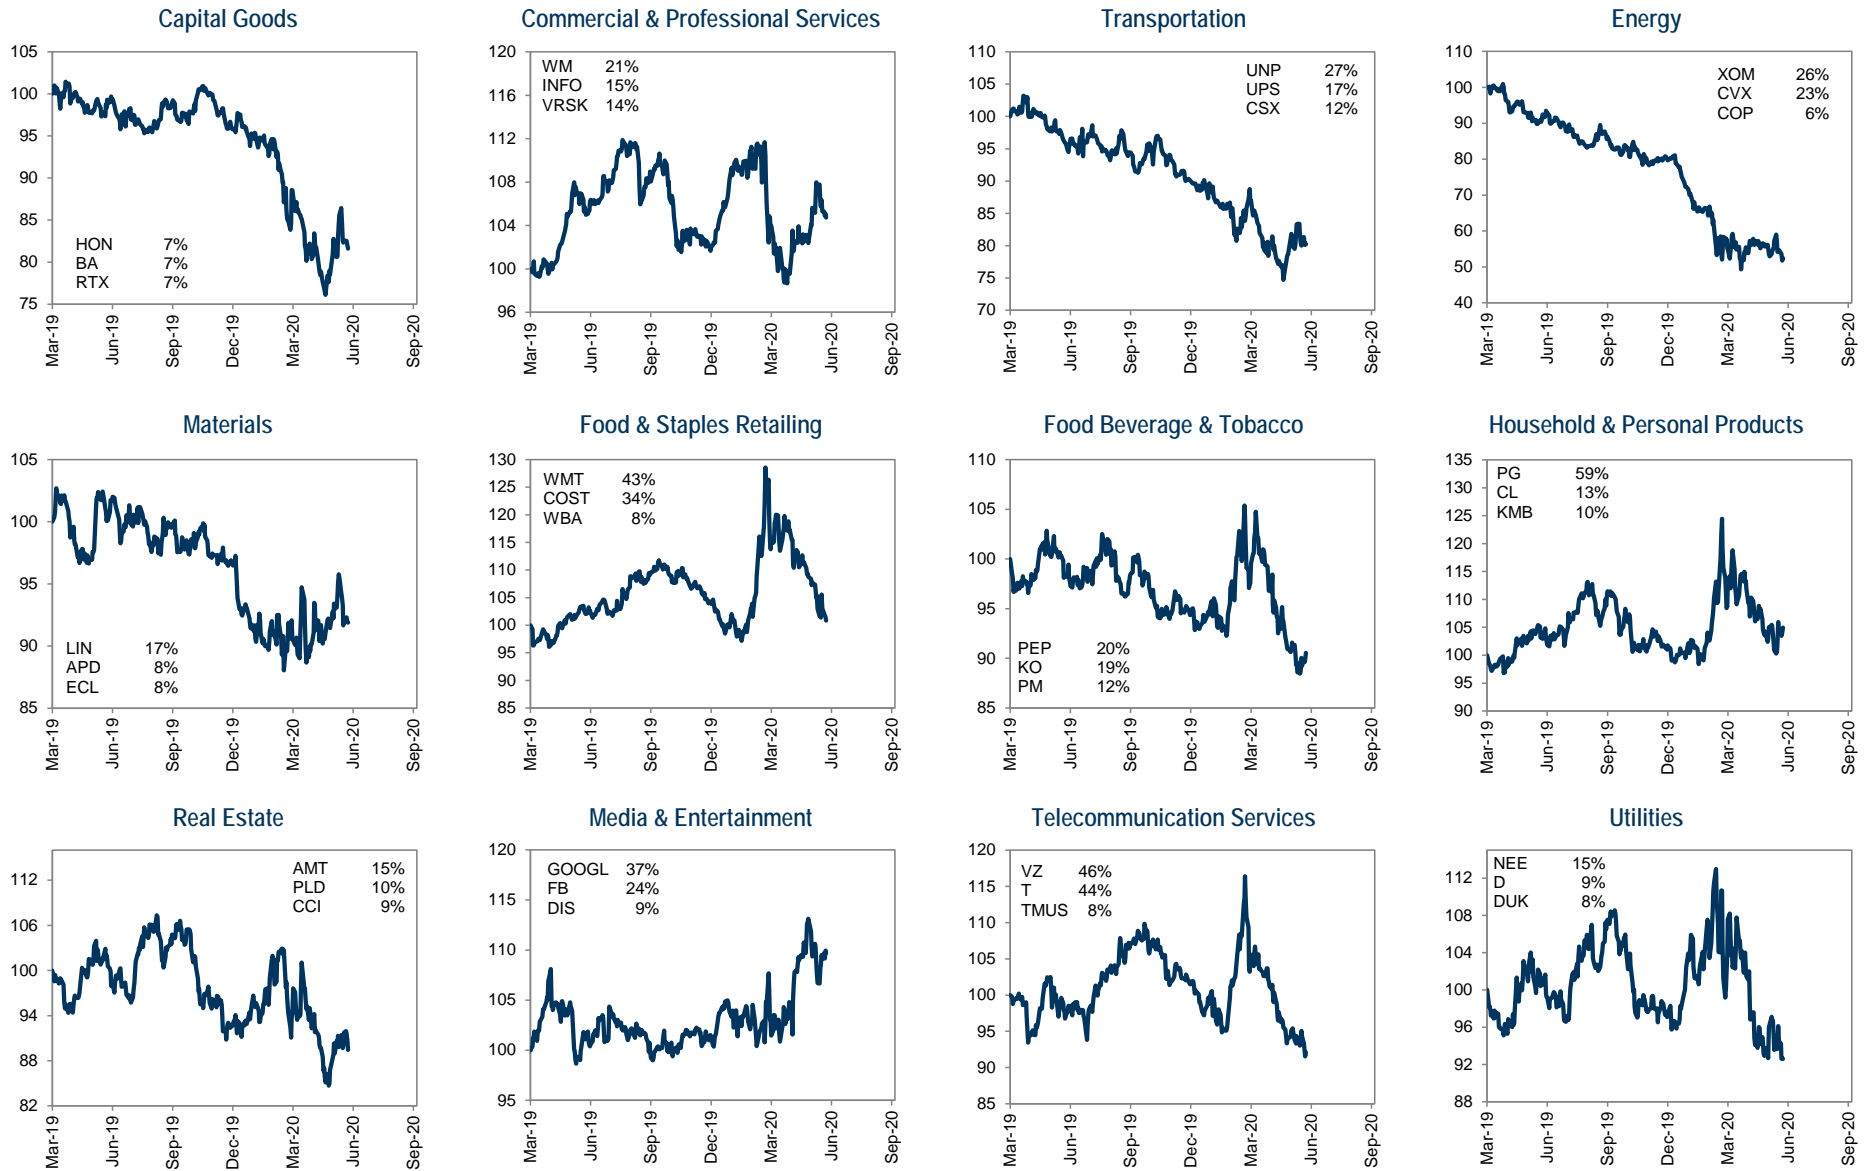 Capital Goods
105
100
95
90
85
80
75
HON 7%
BA 7%
RTX 7%
Mar-19
Jun-19
Sep-19
Dec-19
Mar-20
Jun-20
Sep-20
Commercial & Professional Services
120
116
112
108
104
100
96
WM 21%
INFO 15%
VRSK 14%
Mar-19
Jun-19
Sep-19
Dec-19
Mar-20
Jun-20
Sep-20
Transportation
110
105
100
95
90
85
80
75
70
UNP 27%
UPS 17%
CSX 12%
Mar-19
Jun-19
Sep-19
Dec-19
Mar-20
Jun-20
Sep-20
Energy
110
100
90
80
70
60
50
40
XOM 26%
CVX 23%
COP 6%
Mar-19
Jun-19
Sep-19
Dec-19
Mar-20
Jun-20
Sep-20
Materials
105
100
95
90
85
LIN 17%
APD 8%
ECL 8%
Mar-19
Jun-19
Sep-19
Dec-19
Mar-20
Jun-20
Sep-20
Food & Staples Retailing
130
125
120
115
110
105
100
95
90
85
WMT 43%
COST 34%
WBA 8%
Mar-19
Jun-19
Sep-19
Dec-19
Mar-20
Jun-20
Sep-20
Food Beverage & Tobacco
110
105
100
95
90
85
PEP 20%
KO 19%
PM 12%
Mar-19
Jun-19
Sep-19
Dec-19
Mar-20
Jun-20
Sep-20
Household & Personal Products
135
130
125
120
115
110
105
100
95
90
PG 59%
CL 13%
KMB 10%
Mar-19
Jun-19
Sep-19
Dec-19
Mar-20
Jun-20
Sep-20
Real Estate
112
106
100
94
88
82
AMT 15%
PLD 10%
CCI 9%
Mar-19
Jun-19
Sep-19
Dec-19
Mar-20
Jun-20
Sep-20
Media & Entertainment
120
115
110
105
100
95
GOOGL 37%
FB 24%
DIS 9%
Mar-19
Jun-19
Sep-19
Dec-19
Mar-20
Jun-20
Sep-20
Telecommunication Services
120
115
110
105
100
95
90
85
VZ 46%
T 44%
TMUS 8%
Mar-19
Jun-19
Sep-19
Dec-19
Mar-20
Jun-20
Sep-20
Utilities
112
108
104
100
96
92
88
NEE 15%
D 9%
DUK 8%
Mar-19
Jun-19
Sep-19
Dec-19
Mar-20
Jun-20
Sep-20